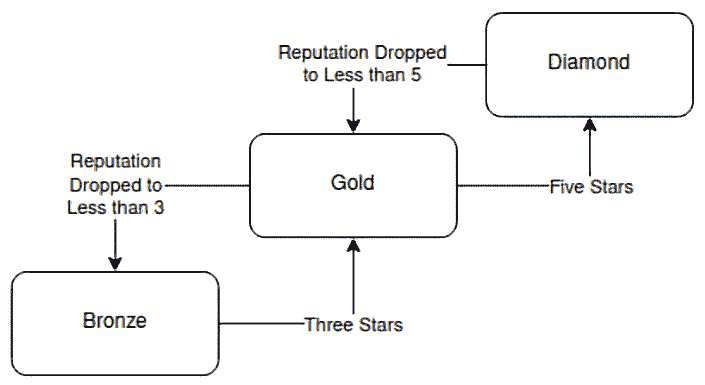 Reputation Dropped
to Less than 5
Diamond
Reputation
Dropped to
Less than 3
Gold
Five Stars
Bronze
Three Stars